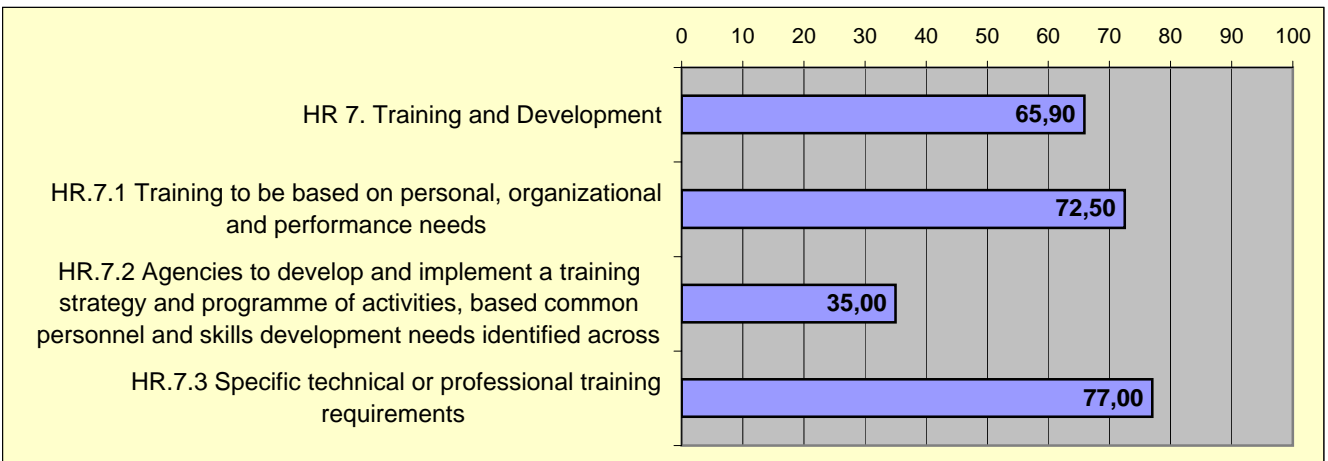 0 10 20 30 40 50 60 70 80 90 100
HR 7. Training and Development
65,90
HR.7.1 Training to be based on personal, organizational
and performance needs
72,50
HR.7.2 Agencies to develop and implement a training
strategy and programme of activities, based common
personnel and skills development needs identified across
35,00
HR.7.3 Specific technical or professional training
requirements
77,00